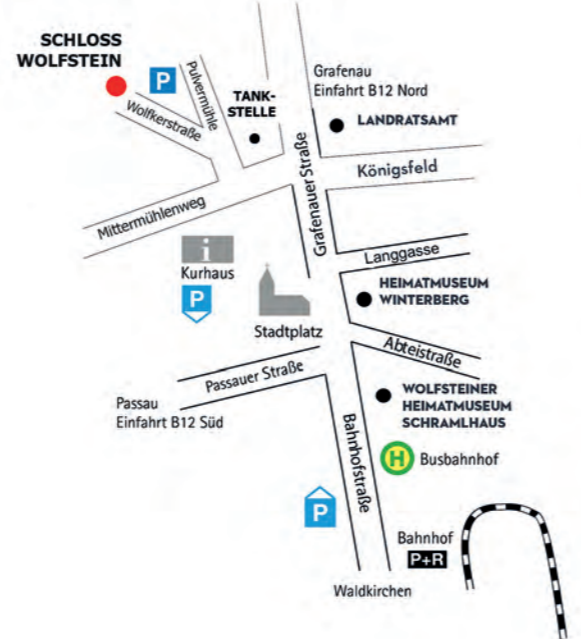 SCHLOSS
WOLFSTEIN
P
Pulvermühle
Wolfkerstraße
TANK-
STELLE
Grafenau
Einfahrt B12 Nord
LANDRATSAMT
Königsfeld
Grafenauer Straße
Mittermühlenweg
i
Kurhaus
P
Langgasse
HEIMATMUSEUM
WINTERBERG
Stadtplatz
Abteistraße
Passauer Straße
Passau
Einfahrt B12 Süd
WOLFSTEINER
HEIMATMUSEUM
SCHRAMLHAUS
Bahnhofstraße
H
Busbahnhof
P
Bahnhof
P+R
Waldkirchen